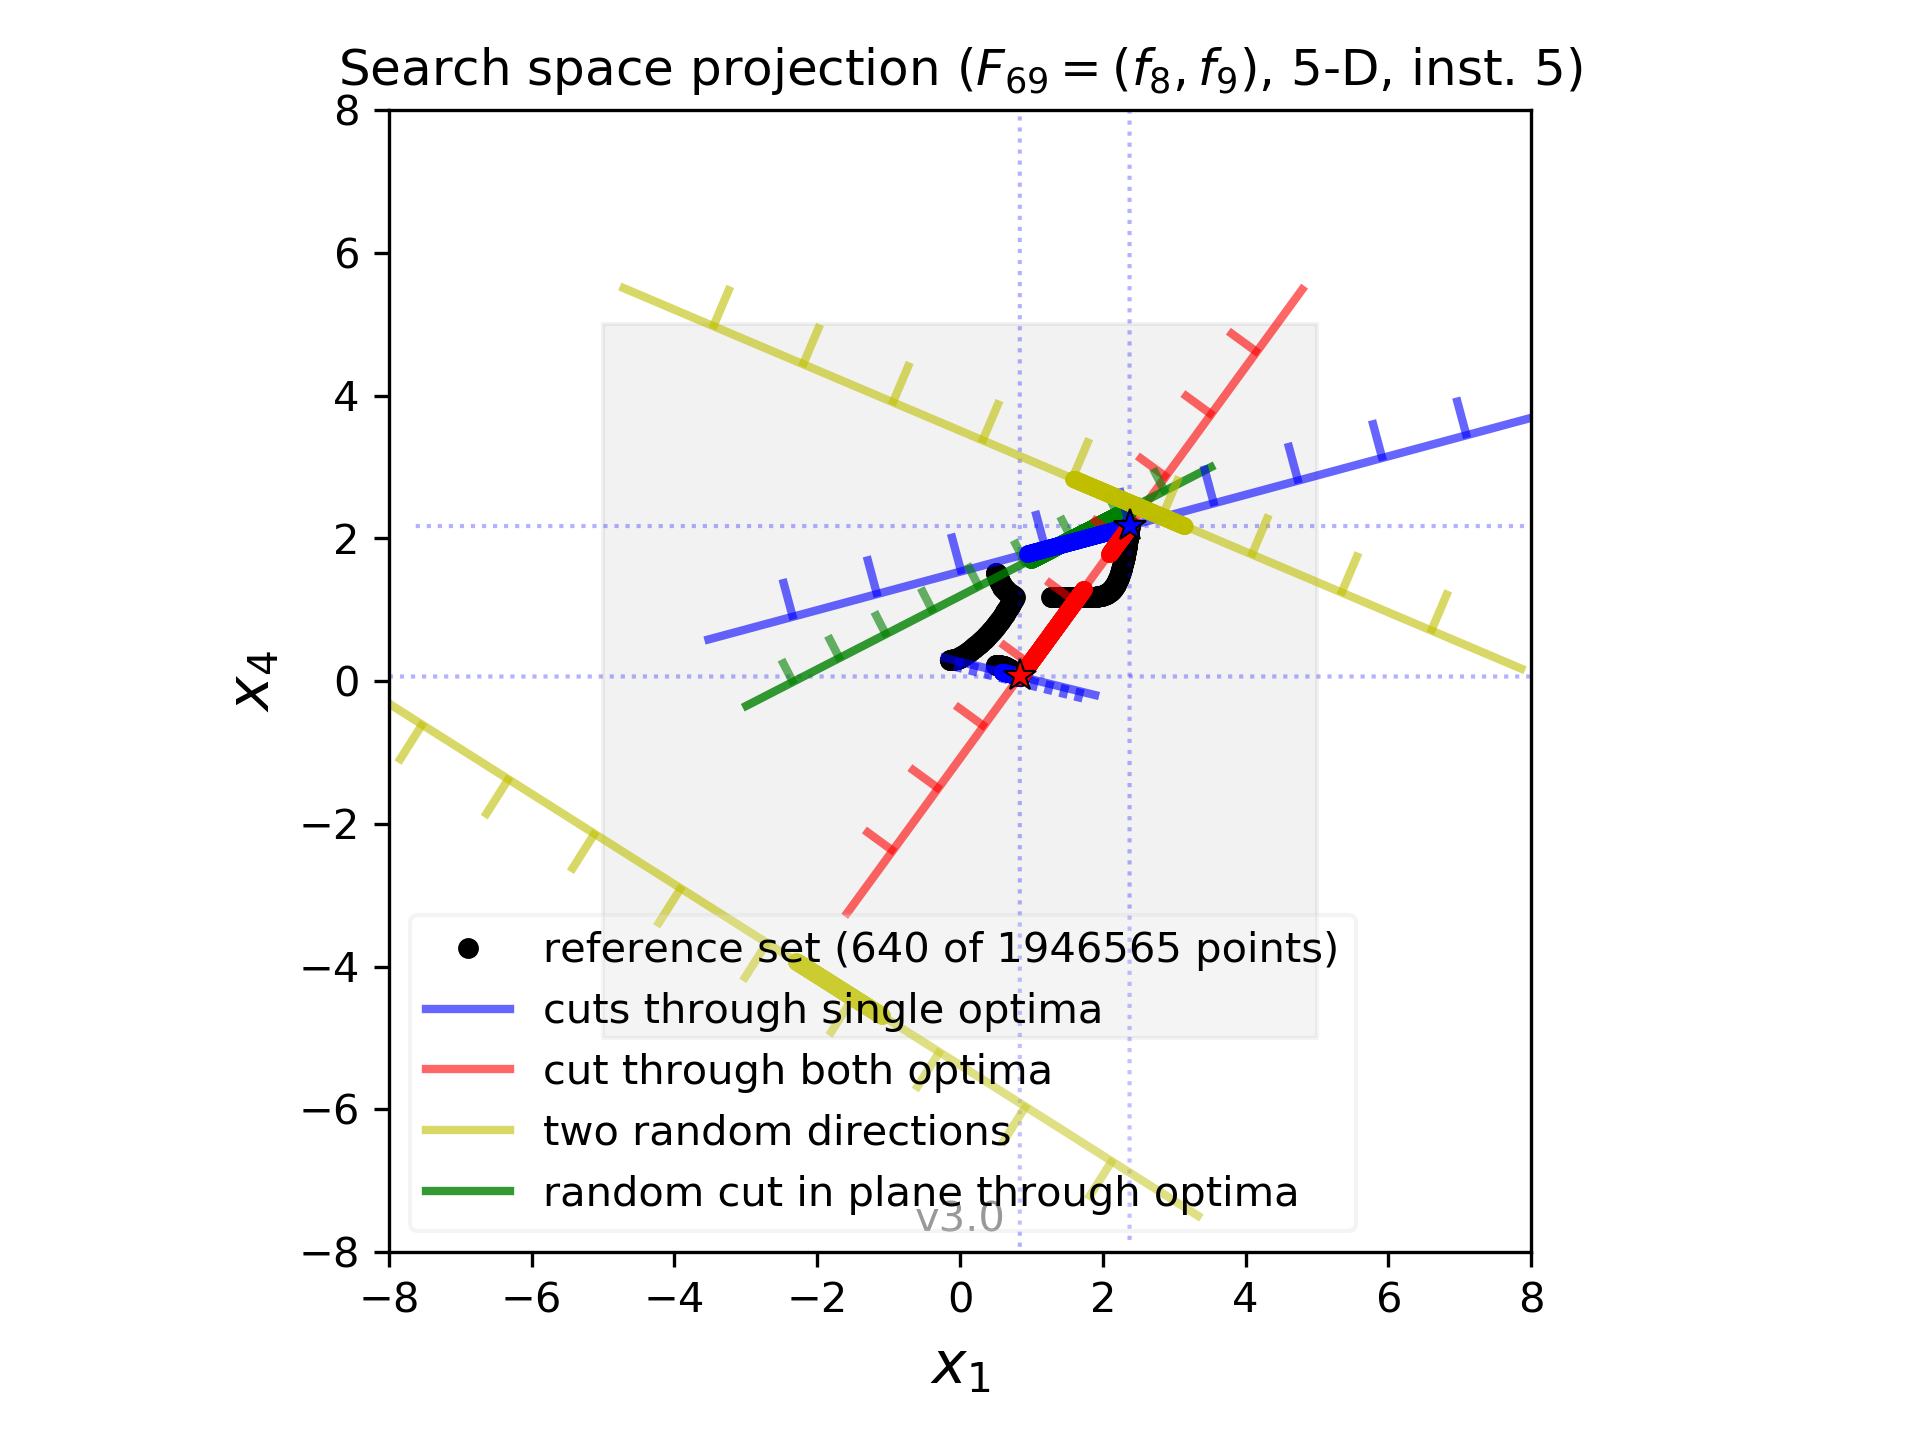 Search space projection (F69 = (f8, f9), 5-D, inst. 5)
8
6
4
2
0
−2
−4
−6
−8
x4
reference set (640 of 1946565 points)
cuts through single optima
cut through both optima
two random directions
random cut in plane through optima
v3.0
−8 −6 −4 −2 0 2 4 6 8
x1